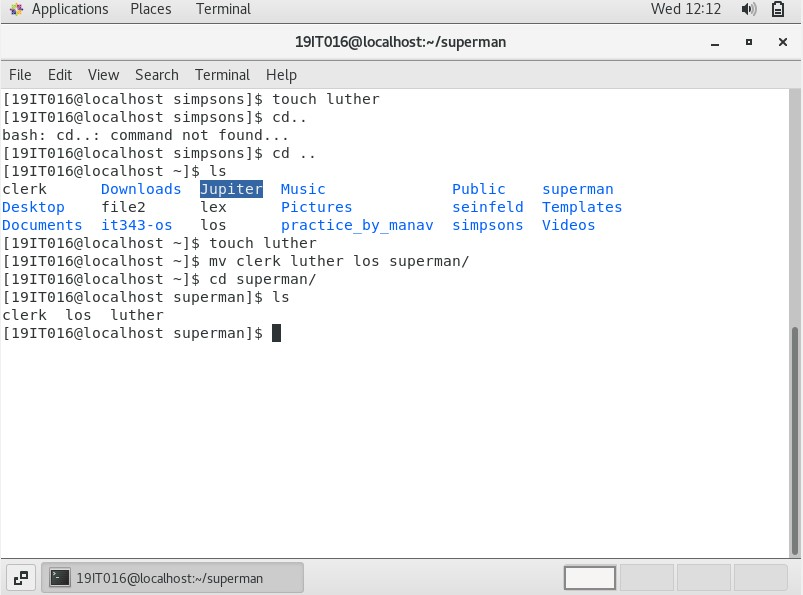 Applications Places Terminal Wed 12:12
19IT016@localhost:~/superman
File Edit View Search Terminal Help
[19IT016@localhost simpsons]$ touch luther
[19IT016@localhost simpsons]$ cd..
bash: cd..: command not found...
[19IT016@localhost simpsons]$ cd ..
[19IT016@localhost ~]$ ls
clerk Downloads Jupiter Music Public superman
Desktop file2 lex Pictures seinfeld Templates
Documents it343-os los practice_by_manav simpsons Videos
[19IT016@localhost ~]$ touch luther
[19IT016@localhost ~]$ mv clerk luther los superman/
[19IT016@localhost ~]$ cd superman/
[19IT016@localhost superman]$ ls
clerk los luther
[19IT016@localhost superman]$
19IT016@localhost:~/superman